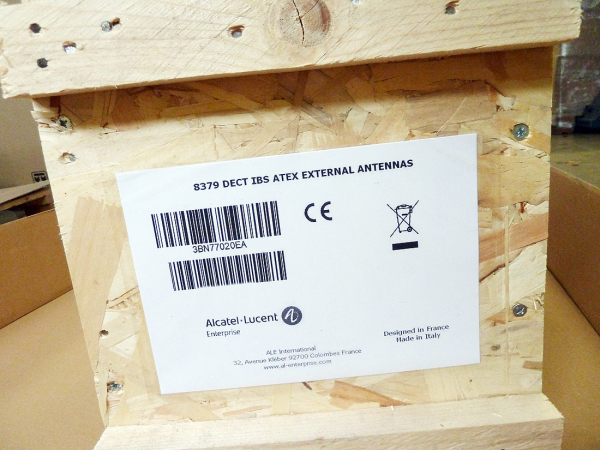 8379 DECT IBS ATEX EXTERNAL ANTENNAS
3BN77020EA
CE
Alcatel·Lucent
Enterprise
ALE International
32, Avenue Kléber 92700 Colombes France
www.al-enterprise.com
Designed in France
Made in Italy